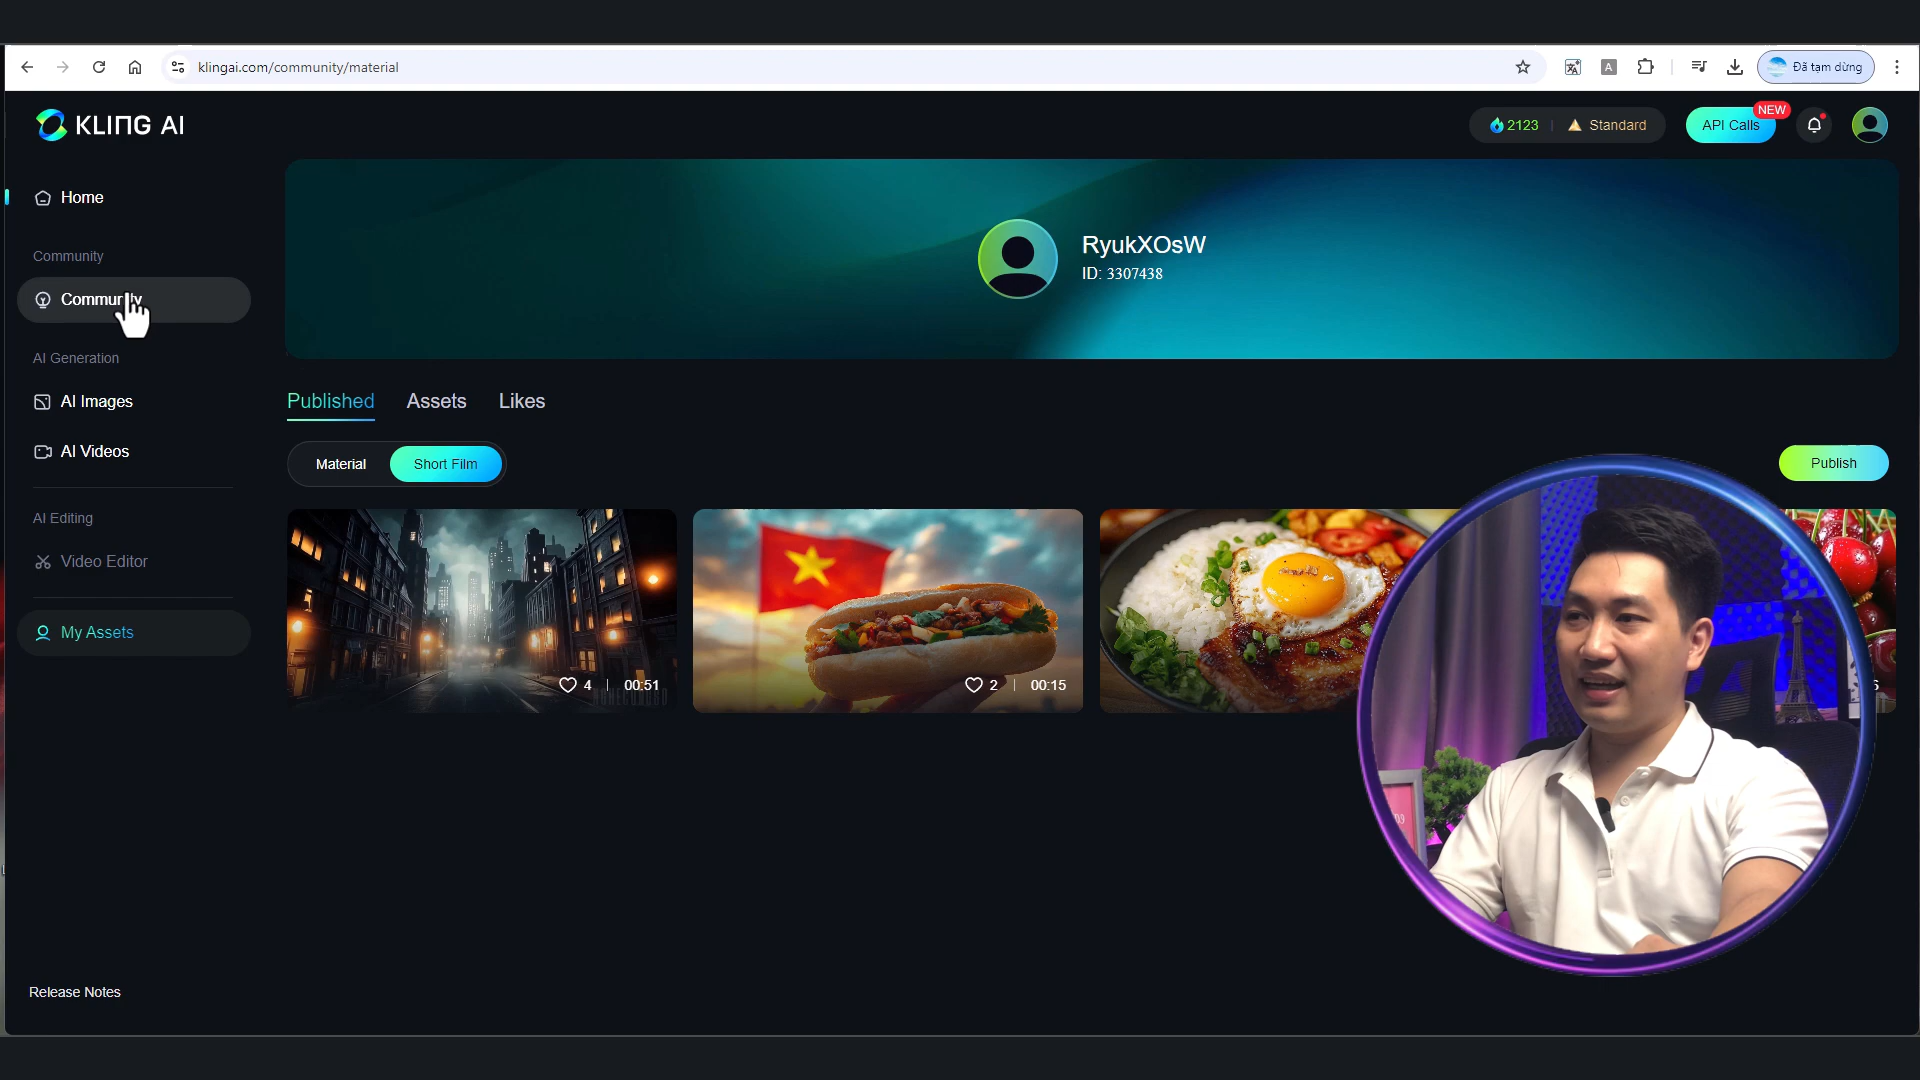 klingai.com/community/material
A
Đã tạm dừng
KLING AI
2123
Standard
API Calls
NEW
Home
RyukXOsW
ID: 3307438
Community
Community
AI Generation
AI Images
AI Videos
AI Editing
Video Editor
My Assets
Published
Assets
Likes
Material
Short Film
Publish
4 | 00:51
2 | 00:15
Release Notes